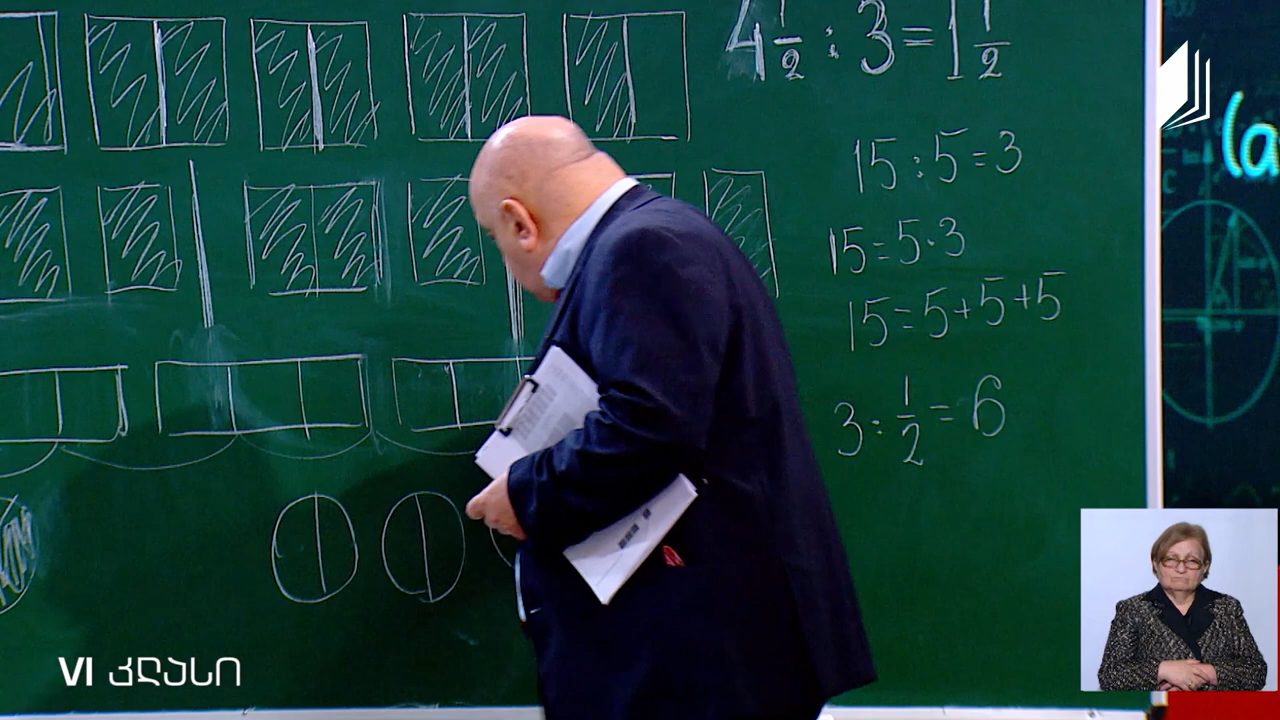 4 1/2 : 3 = 1 1/2
15 : 5 = 3
15 = 5 · 3
15 = 5 + 5 + 5
3 : 1/2 = 6
VI კლასი